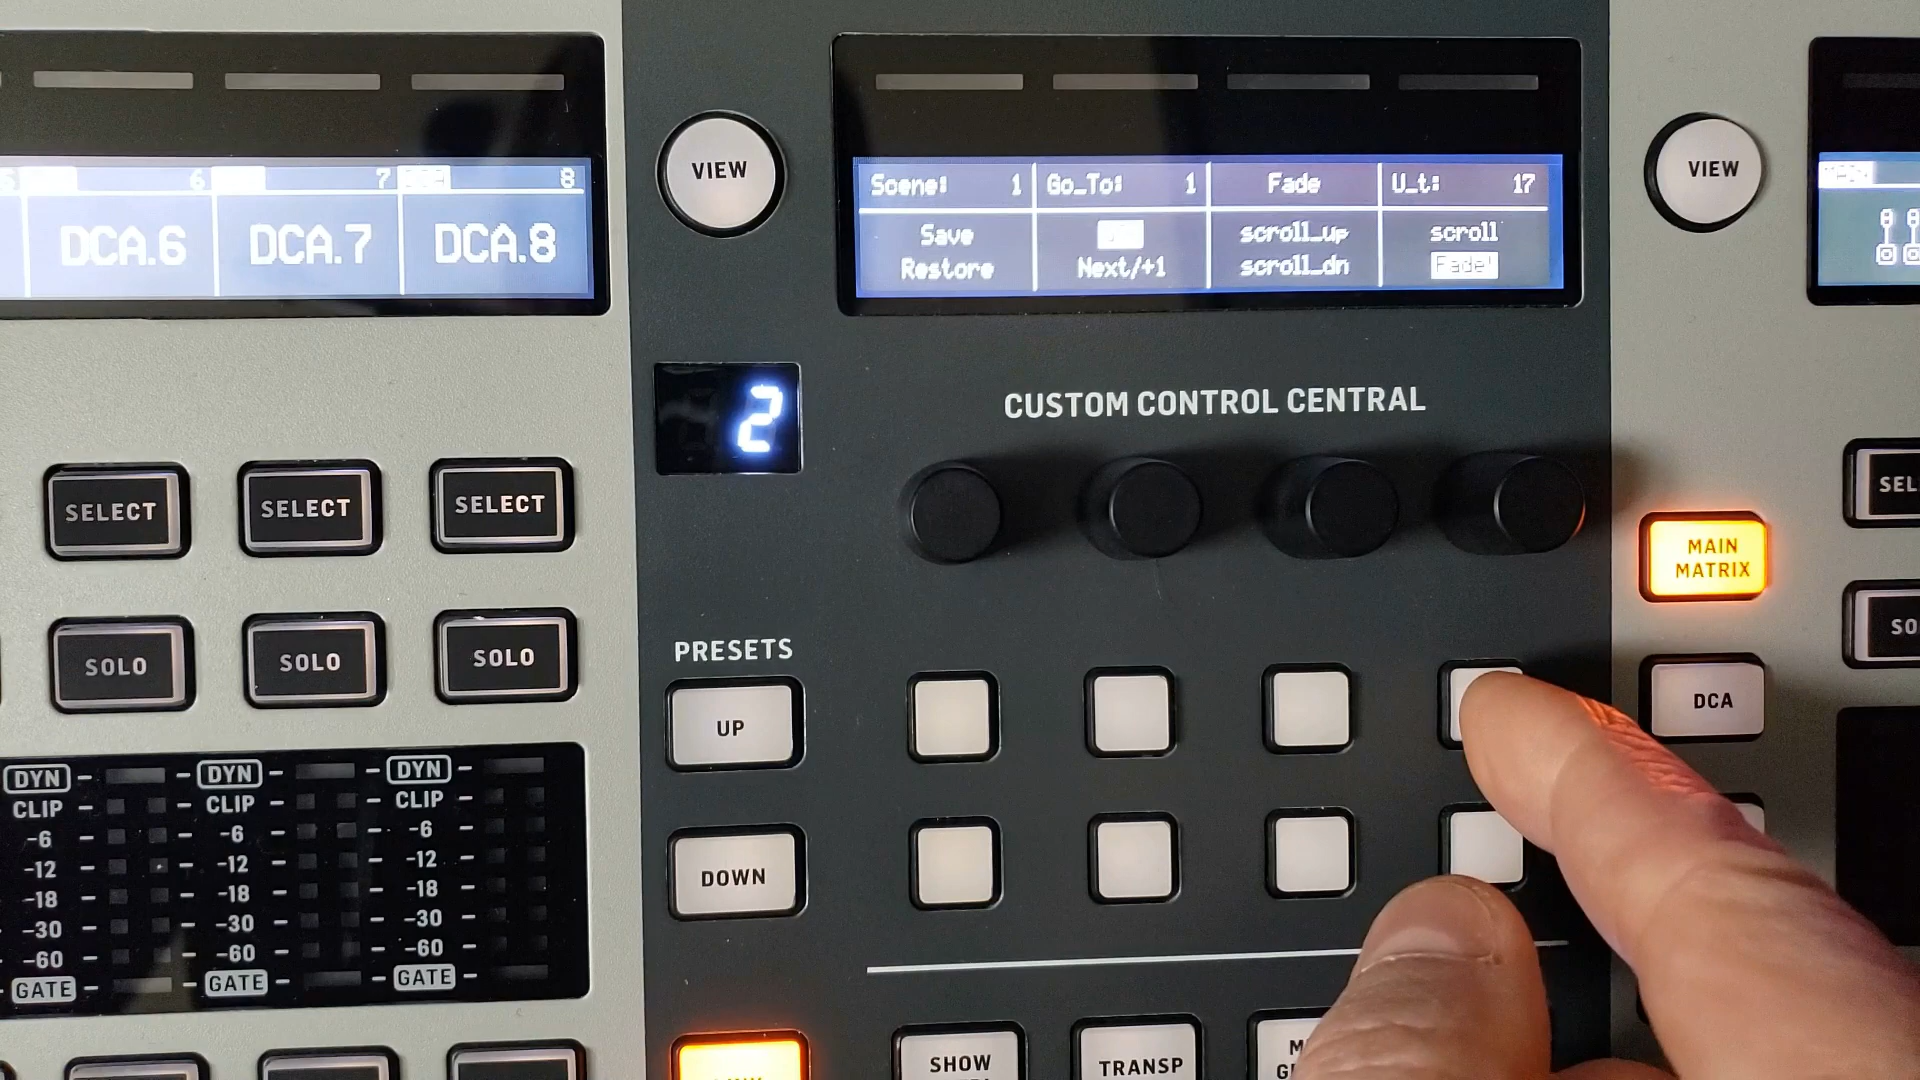 6 7 8
DCA.6 DCA.7 DCA.8
VIEW
Scene: 1 Go_To: 1 Fade U_t: 17
Save scroll_up scroll
Restore Next/+1 scroll_dn Fade!
VIEW
2
CUSTOM CONTROL CENTRAL
SELECT SELECT SELECT
MAIN
MATRIX
SEL
SOLO SOLO SOLO
SO
PRESETS
UP
DOWN
DCA
DYN DYN DYN
CLIP CLIP CLIP
-6 -6 -6
-12 -12 -12
-18 -18 -18
-30 -30 -30
-60 -60 -60
GATE GATE GATE
SHOW
TRANSP